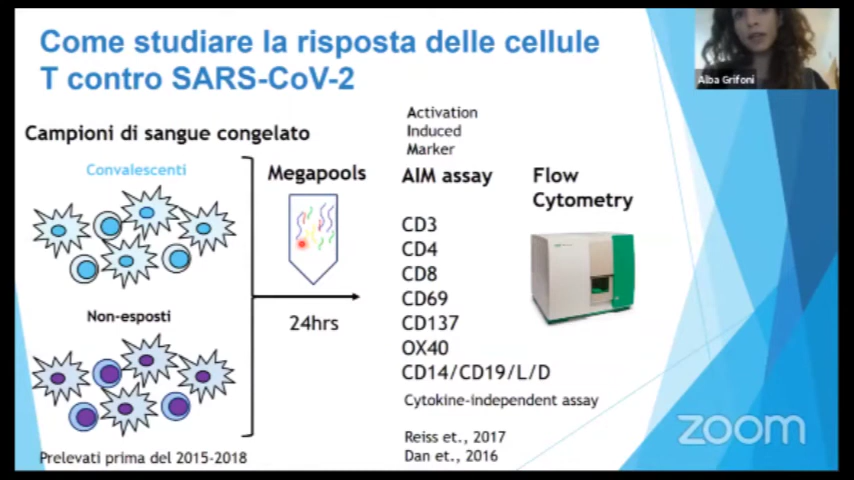 Come studiare la risposta delle cellule
T contro SARS-CoV-2
Alba Grifoni
Campioni di sangue congelato
Convalescenti
Non-esposti
Prelevati prima del 2015-2018
Megapools
24hrs
Activation
Induced
Marker
AIM assay
CD3
CD4
CD8
CD69
CD137
OX40
CD14/CD19/L/D
Cytokine-independent assay
Reiss et., 2017
Dan et., 2016
Flow
Cytometry
zoom